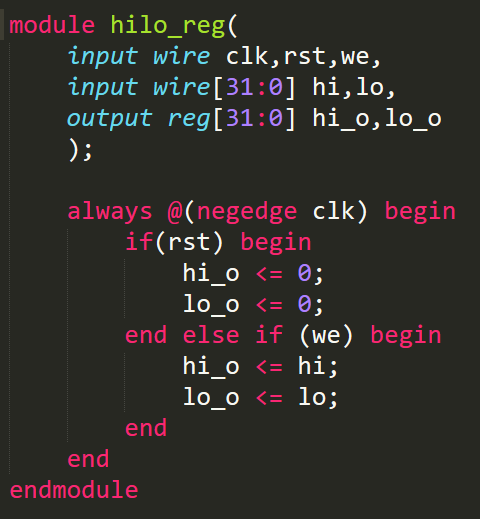 module hilo_reg(
    input wire clk,rst,we,
    input wire[31:0] hi,lo,
    output reg[31:0] hi_o,lo_o
    );

    always @(negedge clk) begin
        if(rst) begin
            hi_o <= 0;
            lo_o <= 0;
        end else if (we) begin
            hi_o <= hi;
            lo_o <= lo;
        end
    end
endmodule